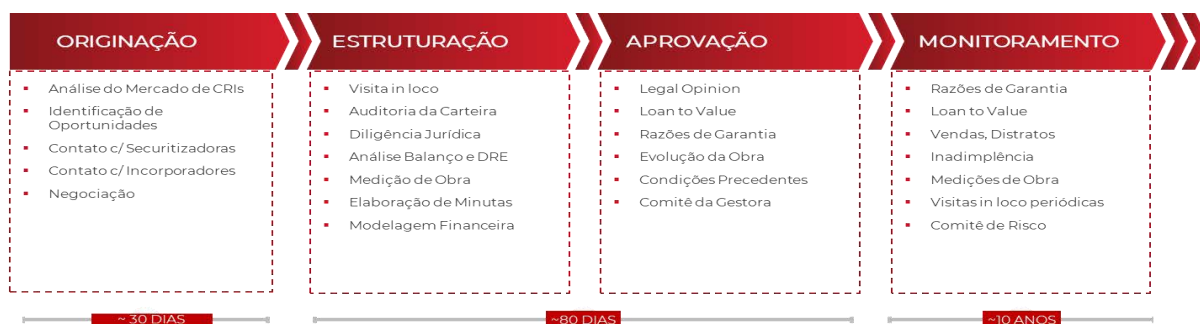 ORIGINAÇÃO
Análise do Mercado de CRIs
Identificação de
Oportunidades
Contato c/ Securitizadoras
Contato c/ Incorporadores
Negociação
ESTRUTURAÇÃO
Visita in loco
Auditoria da Carteira
Diligência Jurídica
Análise Balanço e DRE
Medição de Obra
Elaboração de Minutas
Modelagem Financeira
APROVAÇÃO
Legal Opinion
Loan to Value
Razões de Garantia
Evolução da Obra
Condições Precedentes
Comitê da Gestora
MONITORAMENTO
Razões de Garantia
Loan to Value
Vendas, Distratos
Inadimplência
Medições de Obra
Visitas in loco periódicas
Comitê de Risco
~ 30 DIAS
~80 DIAS
~10 ANOS